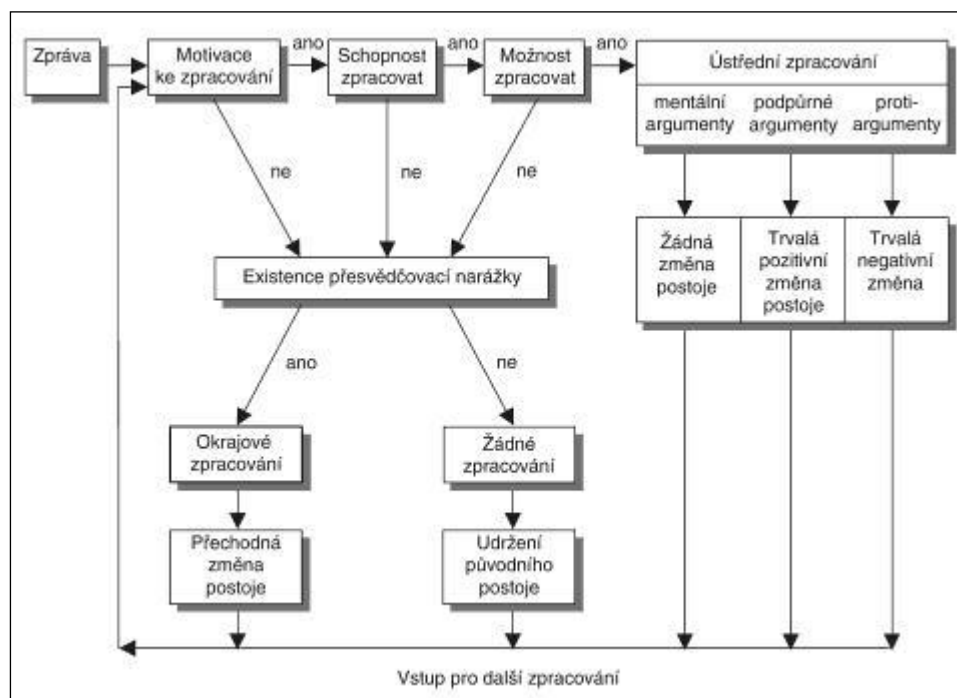 Zpráva
Motivace
ke zpracování
ano
Schopnost
zpracovat
ano
Možnost
zpracovat
ano
Ústřední zpracování
mentální
argumenty
podpůrné
argumenty
proti-
argumenty
ne
ne
ne
Žádná
změna
postoje
Trvalá
pozitivní
změna
postoje
Trvalá
negativní
změna
Existence přesvědčovací narážky
ano
ne
Okrajové
zpracování
Žádné
zpracování
Přechodná
změna
postoje
Udržení
původního
postoje
Vstup pro další zpracování